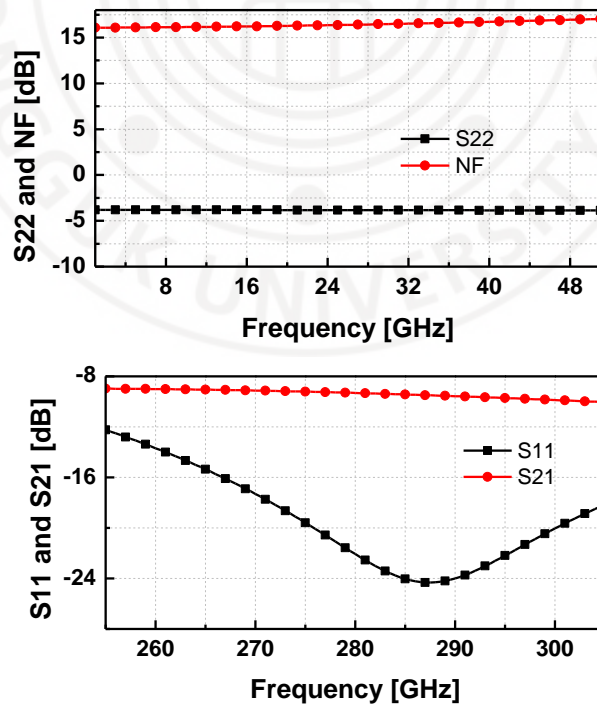 15
10
5
0
-5
-10
S22 and NF [dB]
S22
NF
8 16 24 32 40 48
Frequency [GHz]
UNIVERSITY
-8
-16
-24
S11 and S21 [dB]
S11
S21
260 270 280 290 300
Frequency [GHz]